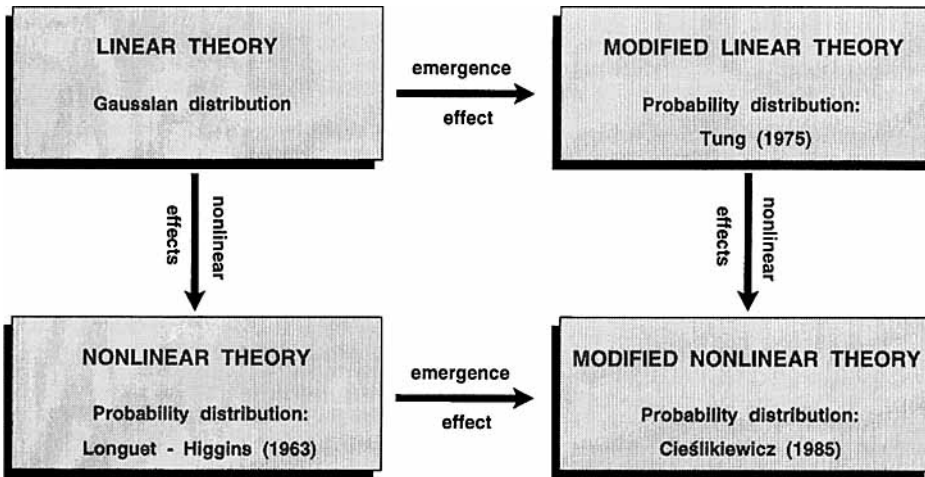 LINEAR THEORY
Gaussian distribution
emergence
effect
MODIFIED LINEAR THEORY
Probability distribution:
Tung (1975)
nonlinear
effects
nonlinear
effects
NONLINEAR THEORY
Probability distribution:
Longuet - Higgins (1963)
emergence
effect
MODIFIED NONLINEAR THEORY
Probability distribution:
Cieślikiewicz (1985)